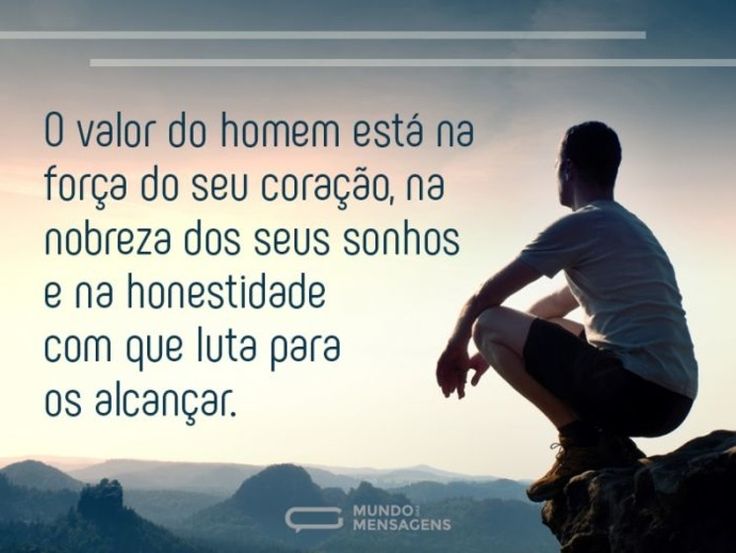 O valor do homem está na
força do seu coração, na
nobreza dos seus sonhos
e na honestidade
com que luta para
os alcançar.
MUNDO
MENSAGENS